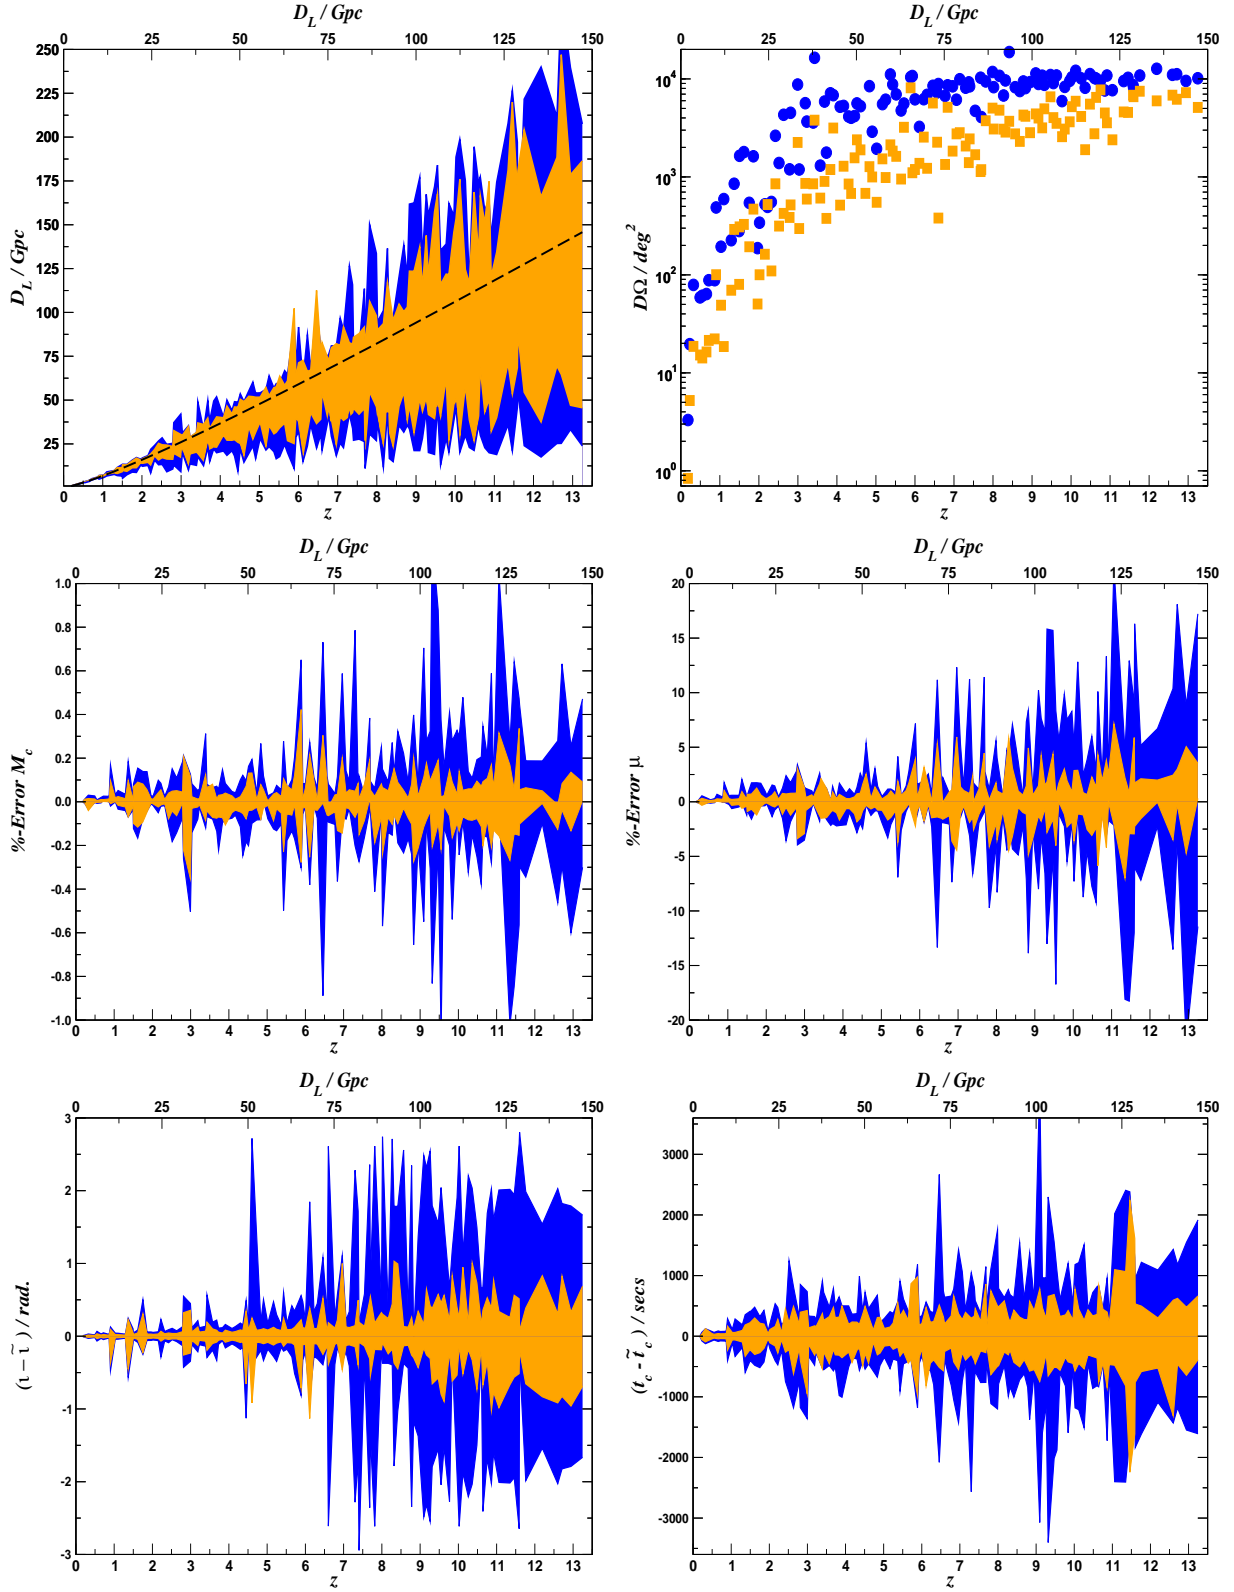 D_L / Gpc
0 25 50 75 100 125 150
250
225
200
175
150
125
100
75
50
25
D_L / Gpc
0 1 2 3 4 5 6 7 8 9 10 11 12 13
z
D_L / Gpc
0 25 50 75 100 125 150
10^4
10^3
10^2
10^1
10^0
DΩ / deg^2
0 1 2 3 4 5 6 7 8 9 10 11 12 13
z
D_L / Gpc
0 25 50 75 100 125 150
1.0
0.8
0.6
0.4
0.2
0.0
-0.2
-0.4
-0.6
-0.8
-1.0
%-Error M_c
0 1 2 3 4 5 6 7 8 9 10 11 12 13
z
D_L / Gpc
0 25 50 75 100 125 150
20
15
10
5
0
-5
-10
-15
-20
%-Error μ
0 1 2 3 4 5 6 7 8 9 10 11 12 13
z
D_L / Gpc
0 25 50 75 100 125 150
3
2
1
0
-1
-2
-3
(ι – ι̃ ) / rad.
0 1 2 3 4 5 6 7 8 9 10 11 12 13
z
D_L / Gpc
0 25 50 75 100 125 150
3000
2000
1000
0
-1000
-2000
-3000
(t_c - t̃_c ) / secs
0 1 2 3 4 5 6 7 8 9 10 11 12 13
z